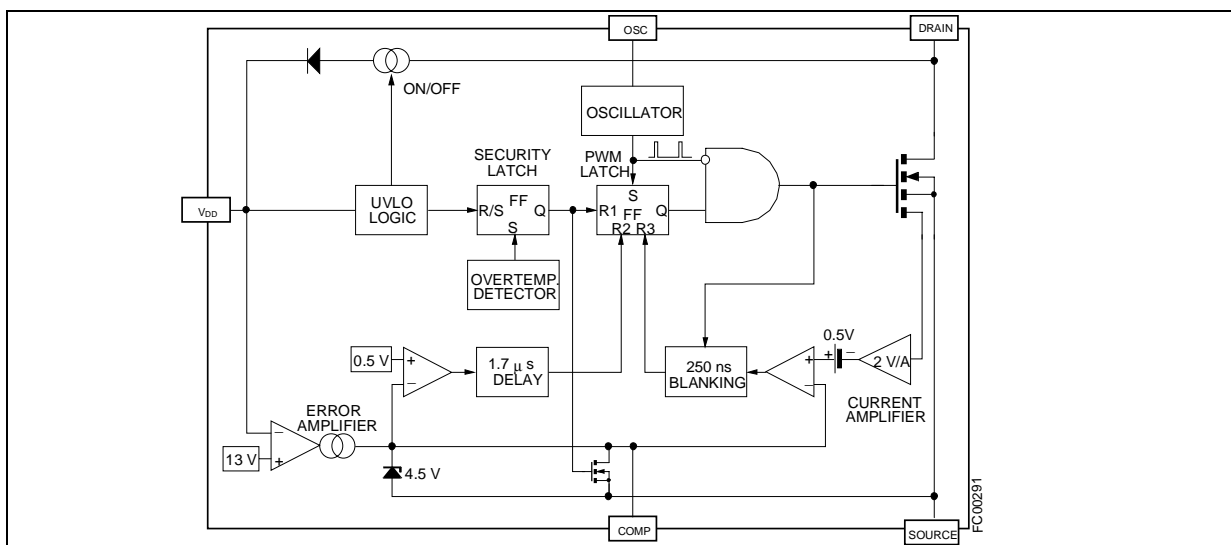 OSC
DRAIN
ON/OFF
OSCILLATOR
SECURITY
LATCH
PWM
LATCH
VDD
UVLO
LOGIC
R/S
FF
Q
S
S
R1
FF
Q
R2 R3
OVERTEMP.
DETECTOR
0.5 V
+
−
1.7 μ s
DELAY
250 ns
BLANKING
+
−
0.5V
+
−
2 V/A
CURRENT
AMPLIFIER
ERROR
AMPLIFIER
−
+
13 V
4.5 V
COMP
SOURCE
FC00291